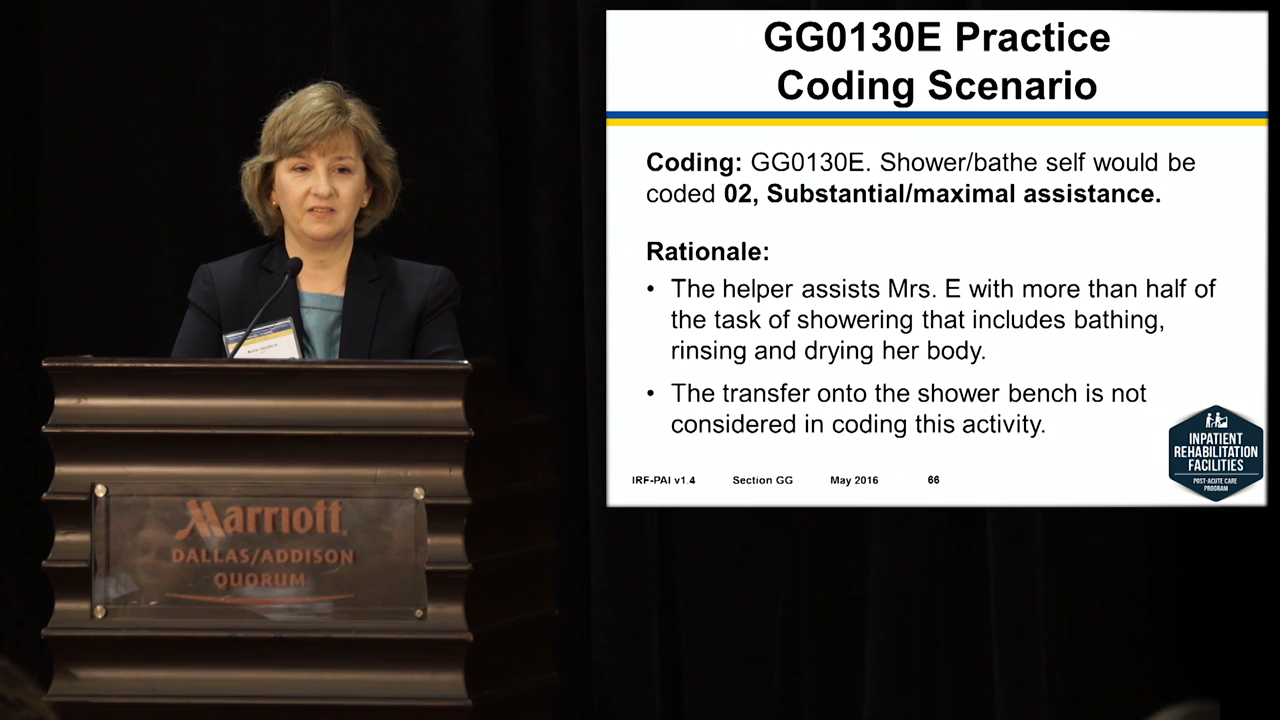 GG0130E Practice
Coding Scenario
Coding: GG0130E. Shower/bathe self would be
coded 02, Substantial/maximal assistance.
Rationale:
• The helper assists Mrs. E with more than half of
the task of showering that includes bathing,
rinsing and drying her body.
• The transfer onto the shower bench is not
considered in coding this activity.
INPATIENT
REHABILITATION
FACILITIES
POST-ACUTE CARE
PROGRAM
IRF-PAI v1.4 Section GG May 2016 66
Marriott
DALLAS/ADDISON
QUORUM